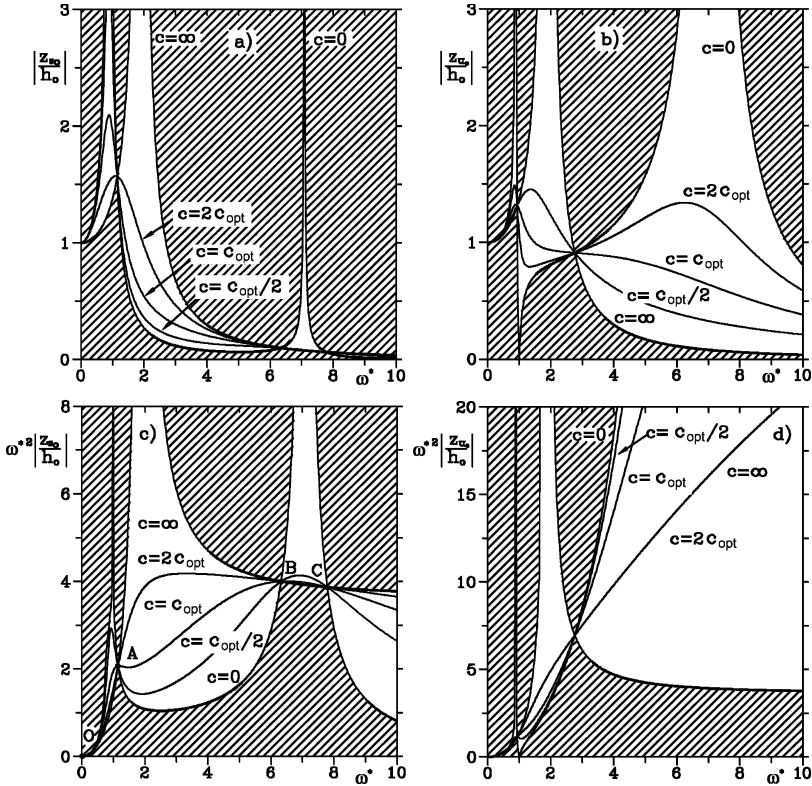 c=∞
a)
c=0
|z_{s0}/h_0|
3
2
1
0
c=2c_opt
c=c_opt
c=c_opt/2
0 2 4 6 8 ω* 10
b)
c=0
|z_{u0}/h_0|
3
2
1
0
c=2c_opt
c=c_opt
c=c_opt/2
c=∞
0 2 4 6 8 ω* 10
c)
ω*²|z_{s0}/h_0|
8
6
4
2
0
c=∞
c=2c_opt
c=c_opt
c=c_opt/2
c=0
O
A
B
C
0 2 4 6 8 ω* 10
d)
ω*²|z_{u0}/h_0|
20
15
10
5
0
c=0
c=c_opt/2
c=c_opt
c=∞
c=2c_opt
0 2 4 6 8 ω* 10